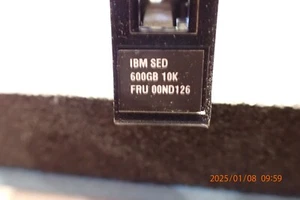 IBM SED
600GB 10K
FRU 00ND126
2025/01/08 09:59